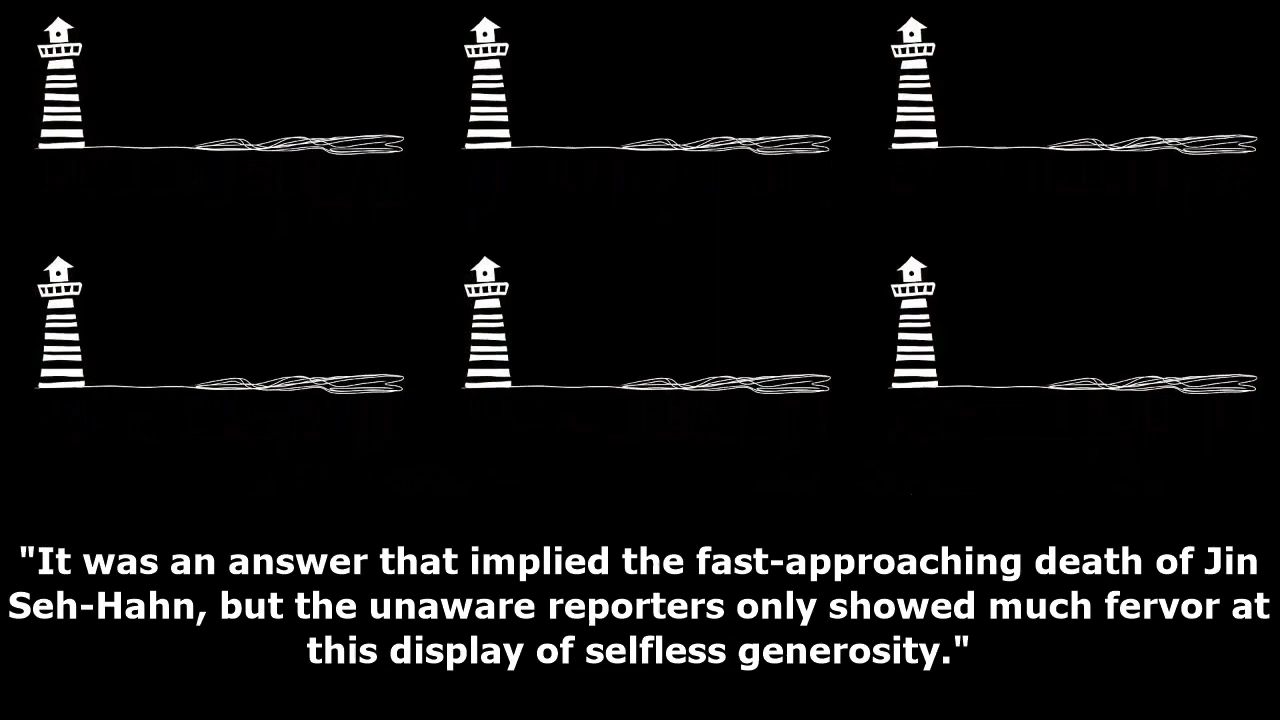 "It was an answer that implied the fast-approaching death of Jin
Seh-Hahn, but the unaware reporters only showed much fervor at
this display of selfless generosity."